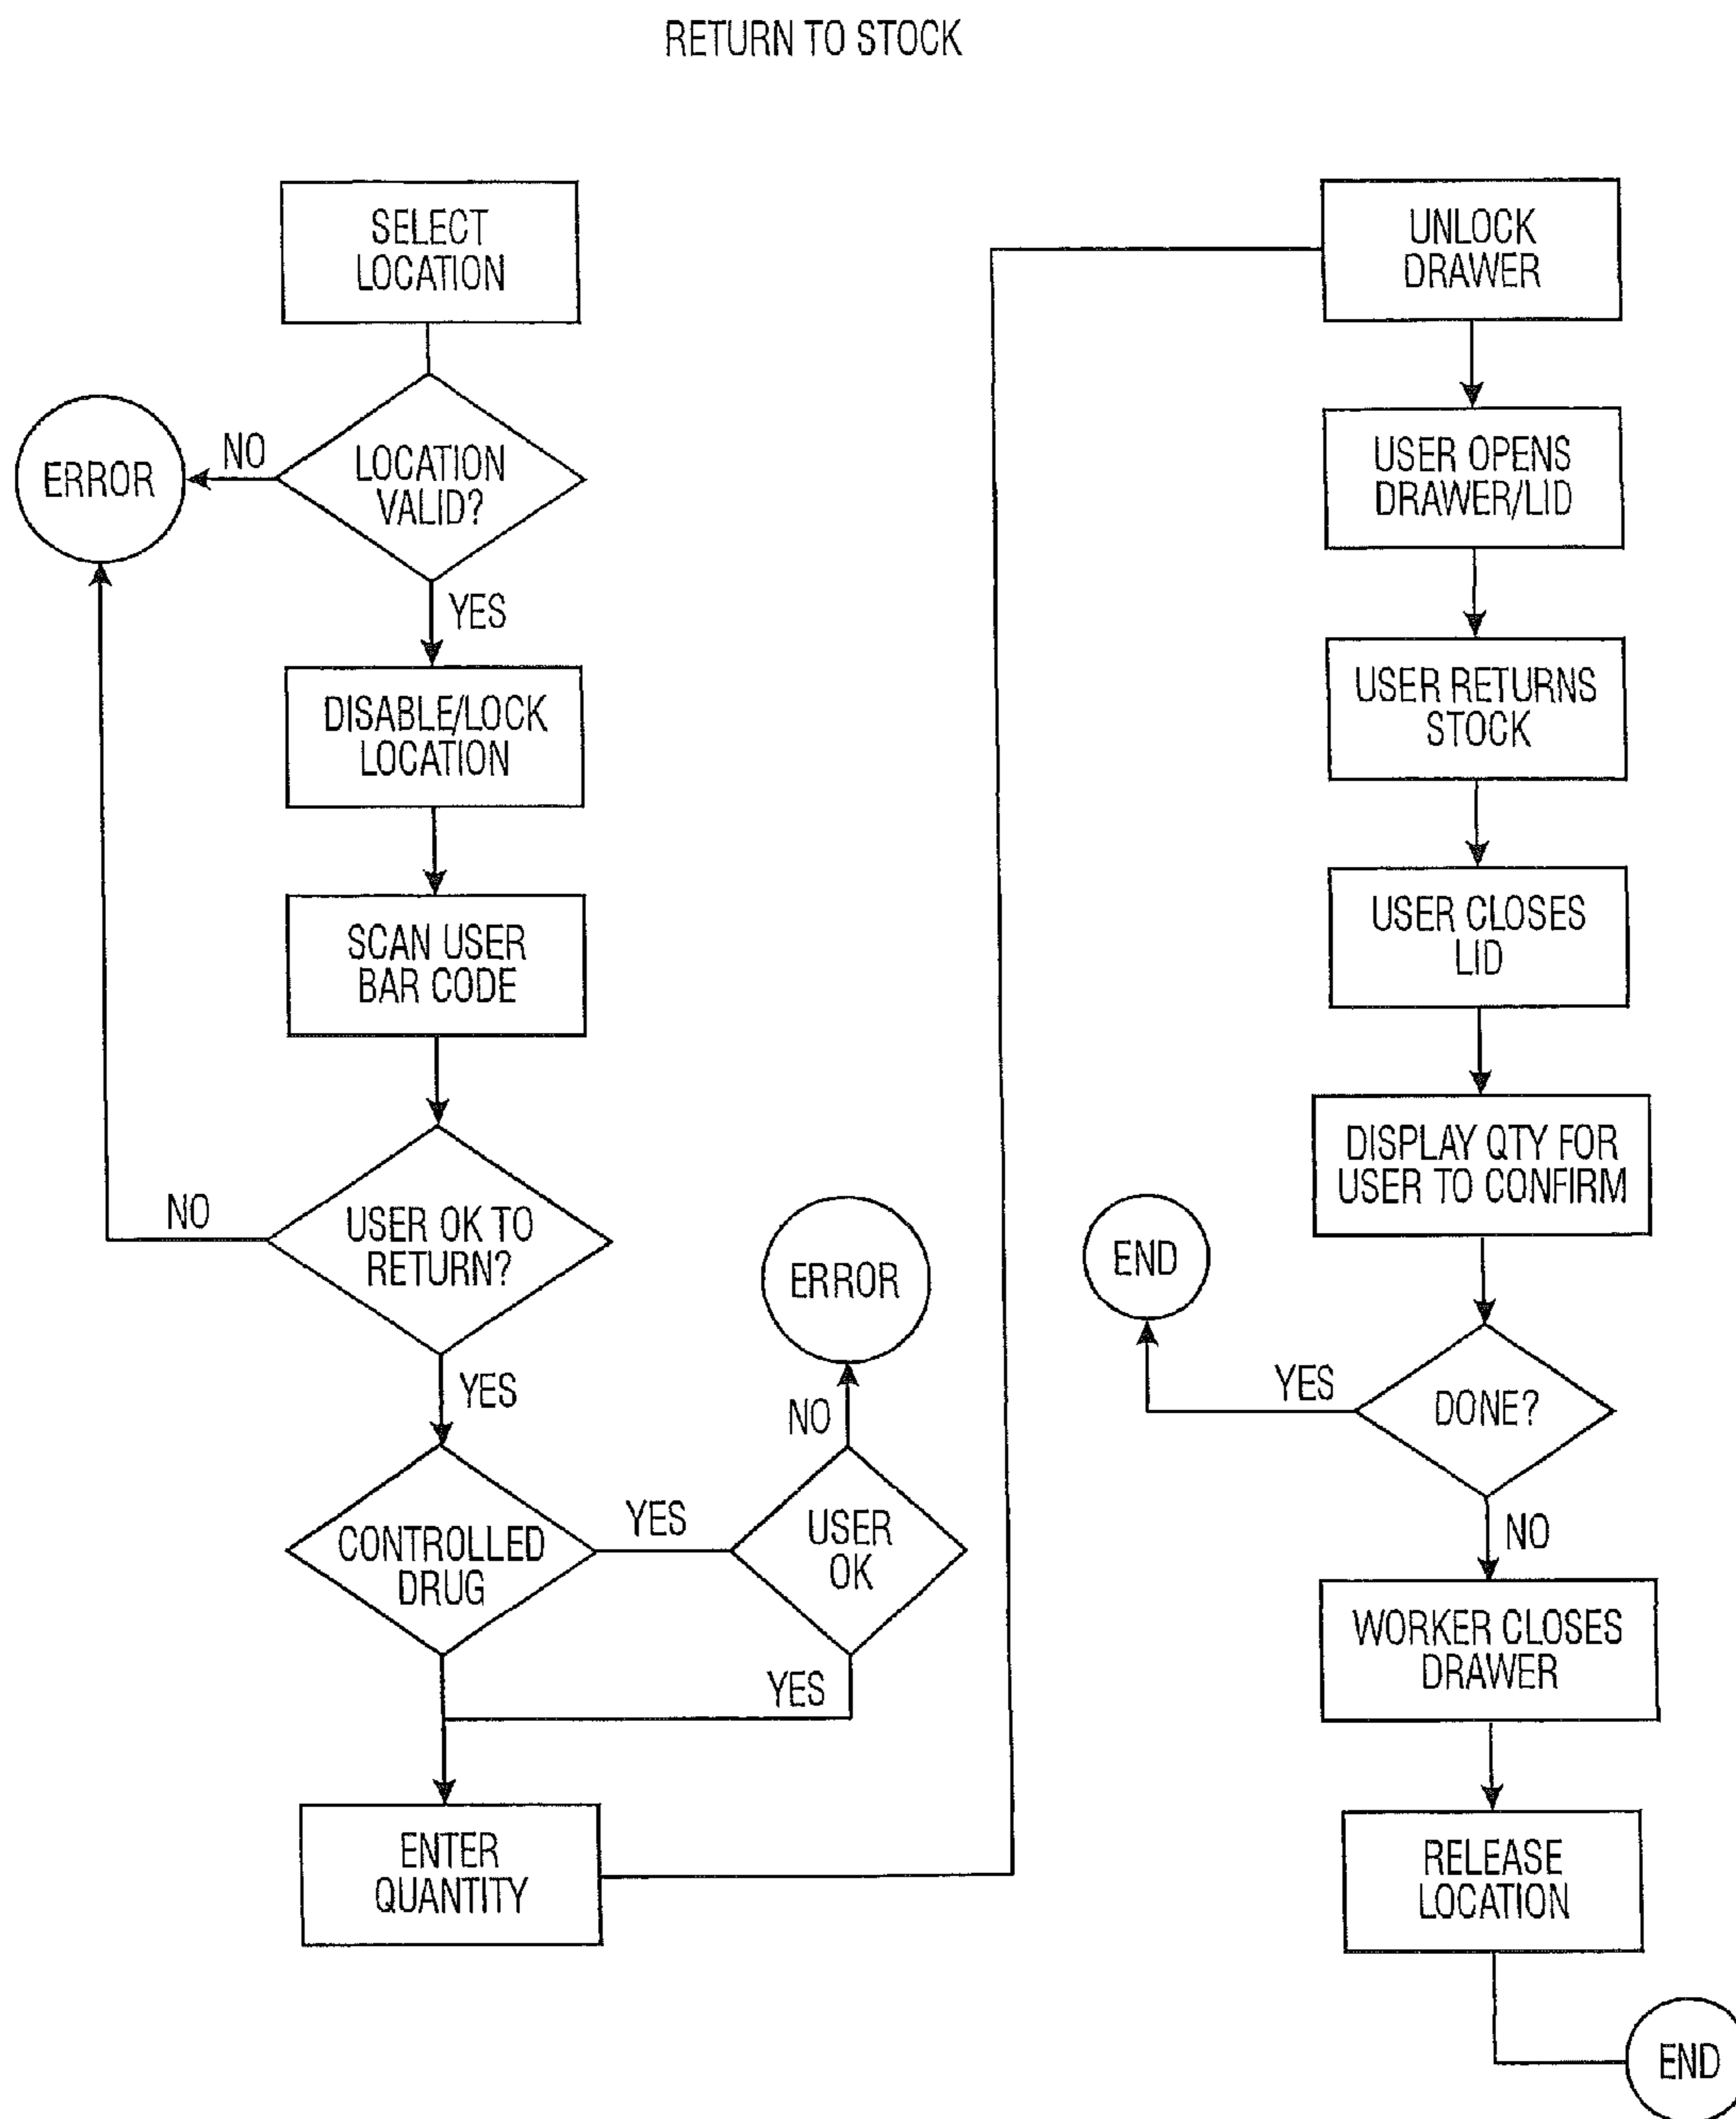 RETURN TO STOCK
SELECT
LOCATION
LOCATION
VALID?
NO
ERROR
YES
DISABLE/LOCK
LOCATION
SCAN USER
BAR CODE
USER OK TO
RETURN?
NO
YES
CONTROLLED
DRUG
YES
USER
OK
NO
ERROR
YES
ENTER
QUANTITY
UNLOCK
DRAWER
USER OPENS
DRAWER/LID
USER RETURNS
STOCK
USER CLOSES
LID
DISPLAY QTY FOR
USER TO CONFIRM
DONE?
YES
END
NO
WORKER CLOSES
DRAWER
RELEASE
LOCATION
END